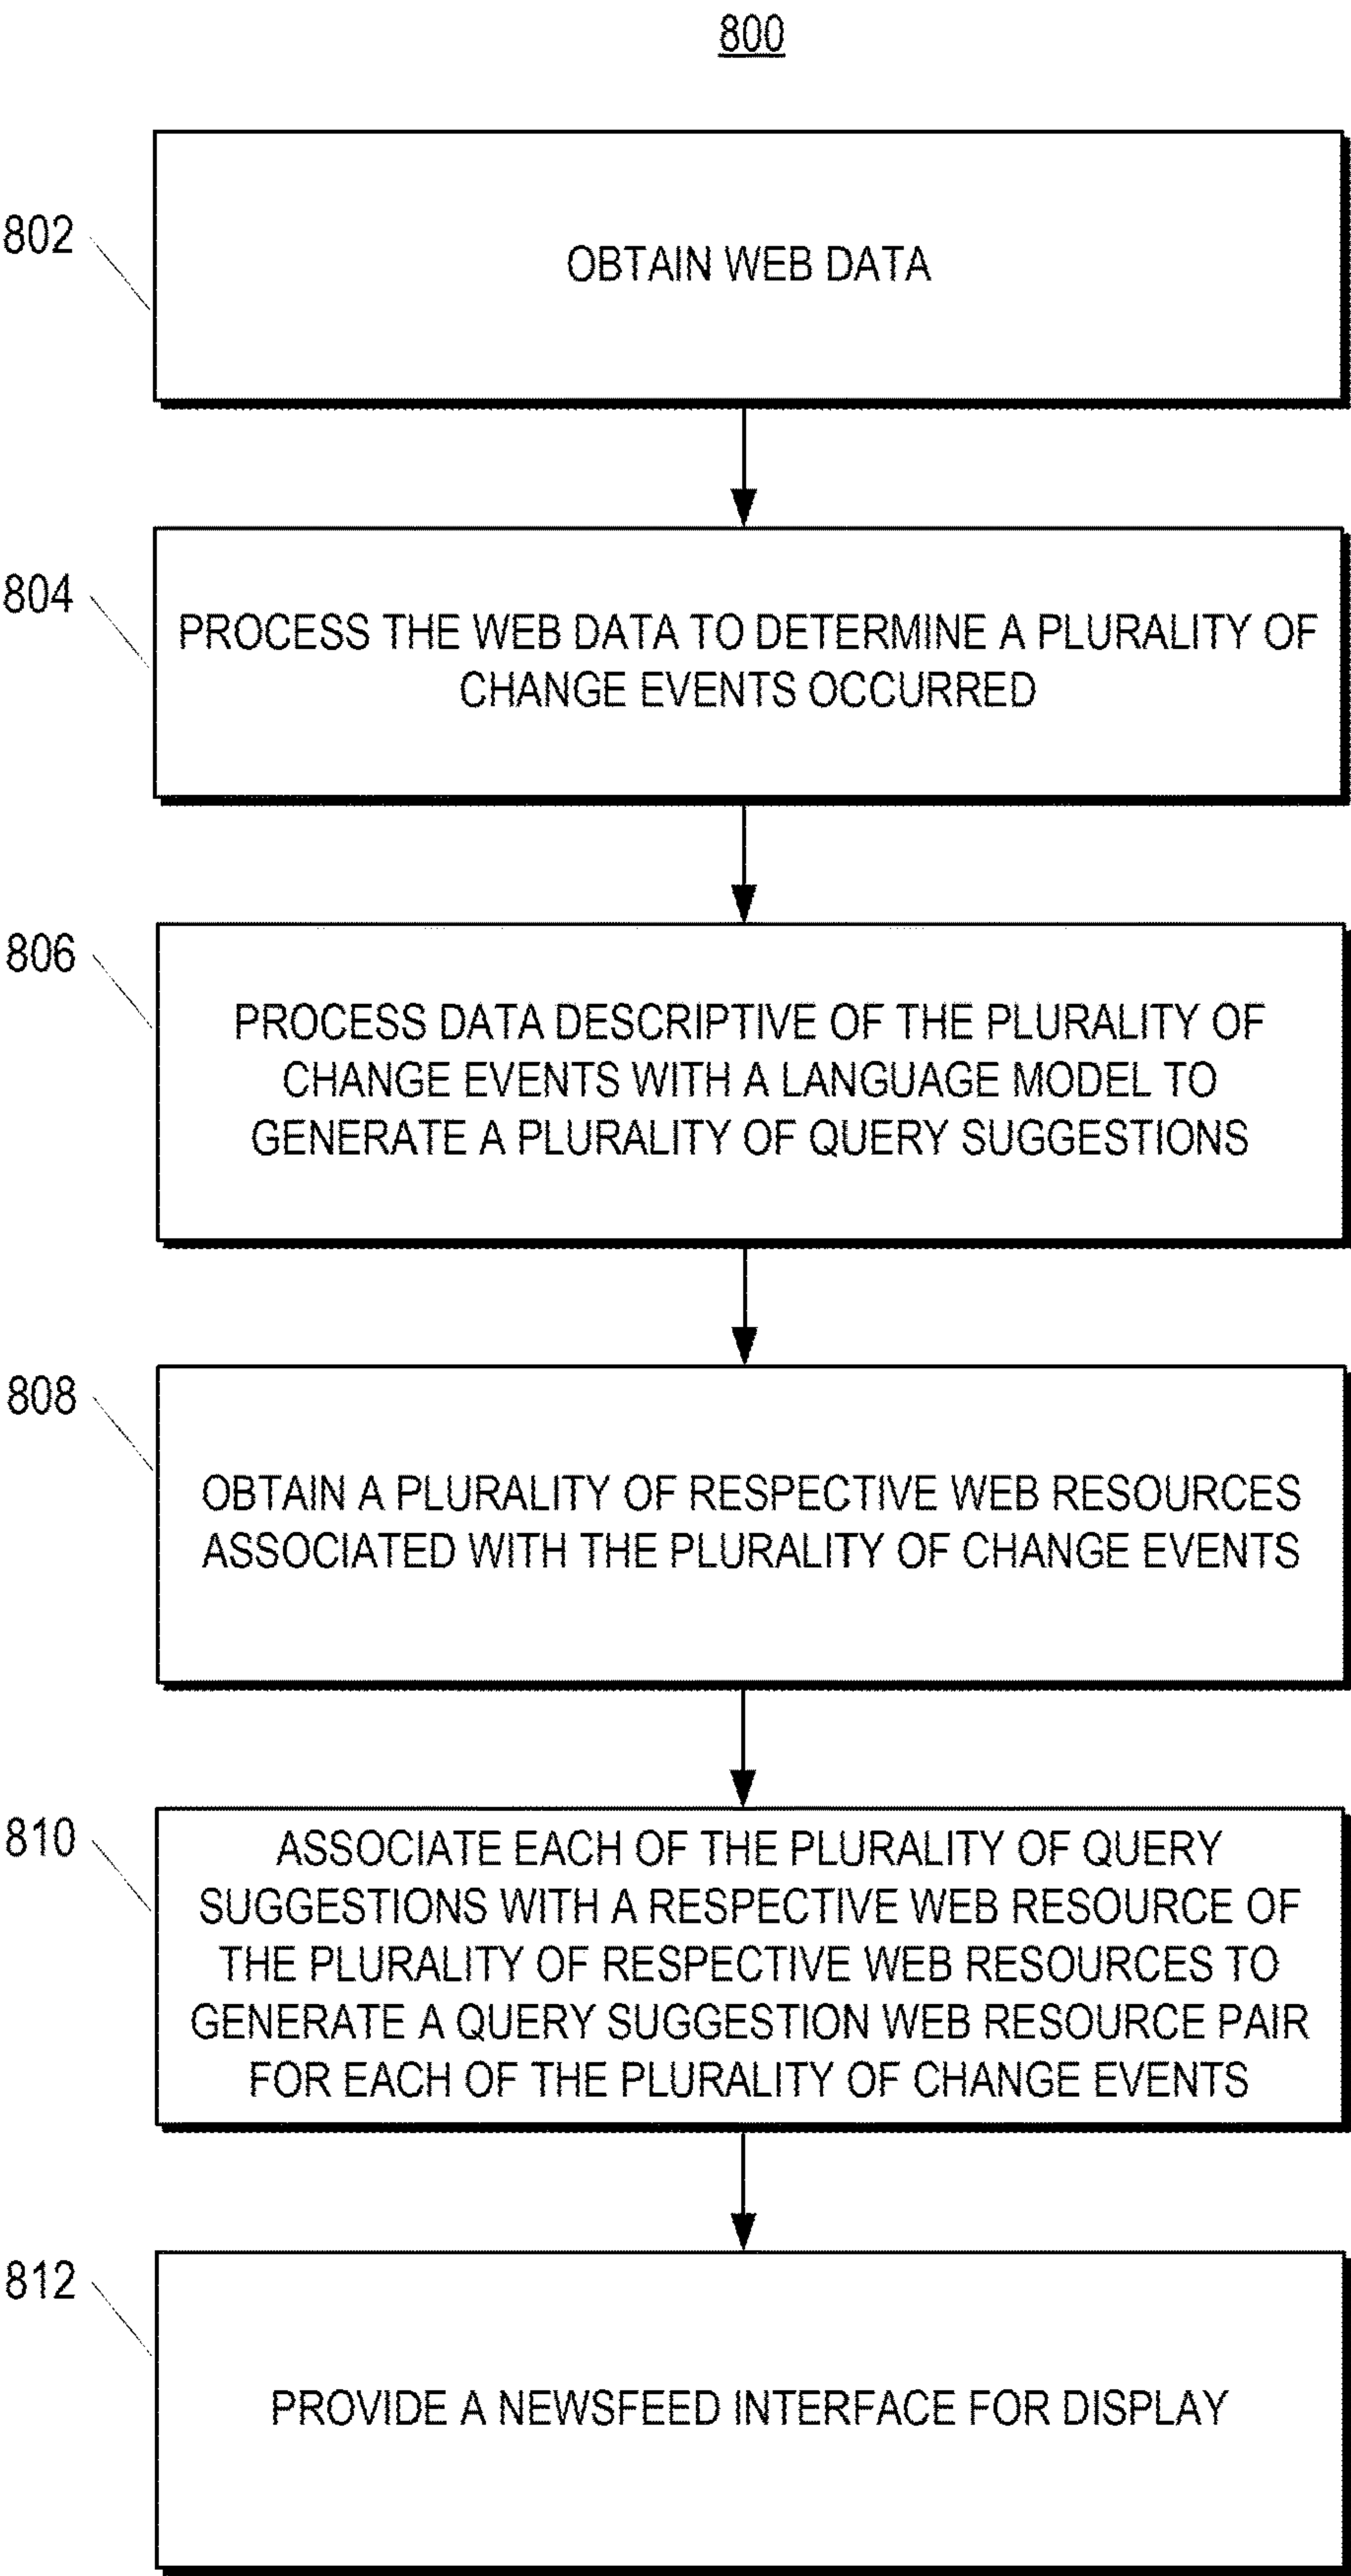 800
802
OBTAIN WEB DATA
804
PROCESS THE WEB DATA TO DETERMINE A PLURALITY OF
CHANGE EVENTS OCCURRED
806
PROCESS DATA DESCRIPTIVE OF THE PLURALITY OF
CHANGE EVENTS WITH A LANGUAGE MODEL TO
GENERATE A PLURALITY OF QUERY SUGGESTIONS
808
OBTAIN A PLURALITY OF RESPECTIVE WEB RESOURCES
ASSOCIATED WITH THE PLURALITY OF CHANGE EVENTS
810
ASSOCIATE EACH OF THE PLURALITY OF QUERY
SUGGESTIONS WITH A RESPECTIVE WEB RESOURCE OF
THE PLURALITY OF RESPECTIVE WEB RESOURCES TO
GENERATE A QUERY SUGGESTION WEB RESOURCE PAIR
FOR EACH OF THE PLURALITY OF CHANGE EVENTS
812
PROVIDE A NEWSFEED INTERFACE FOR DISPLAY